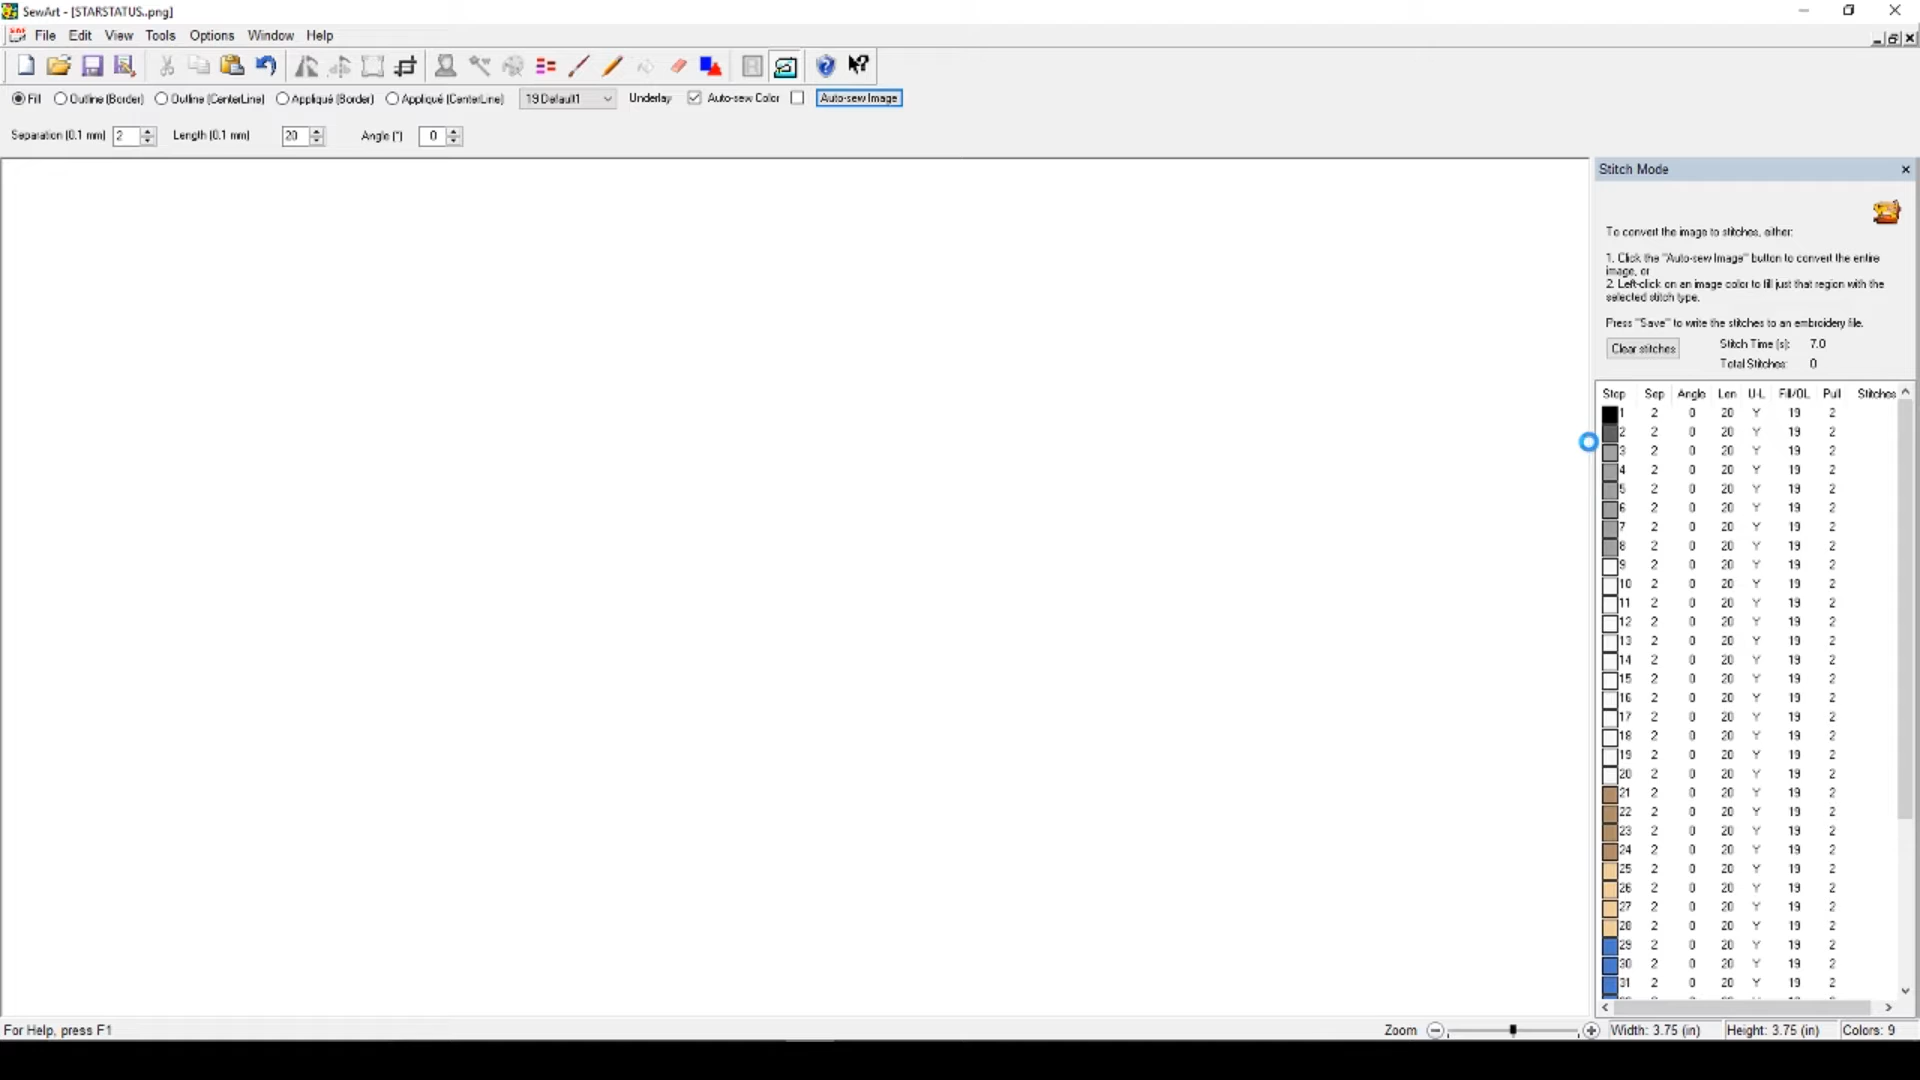 SewArt - [STARSTATUS..png]
File Edit View Tools Options Window Help
Fill Outline (Border) Outline (CenterLine) Appliqué (Border) Appliqué (CenterLine) 19 Default1 Underlay Auto-sew Color Auto-sew Image
Separation (0.1 mm) 2 Length (0.1 mm) 20 Angle (°) 0
Stitch Mode
To convert the image to stitches, either:
1. Click the "Auto-sew Image" button to convert the entire
image, or
2. Left-click on an image color to fill just that region with the
selected stitch type.
Press "Save" to write the stitches to an embroidery file.
Clear stitches Stitch Time (s): 7.0
Total Stitches: 0
Stop Sep Angle Len U-L Fill/OL Pull Stitches
1 2 0 20 Y 19 2
2 2 0 20 Y 19 2
3 2 0 20 Y 19 2
4 2 0 20 Y 19 2
5 2 0 20 Y 19 2
6 2 0 20 Y 19 2
7 2 0 20 Y 19 2
8 2 0 20 Y 19 2
9 2 0 20 Y 19 2
10 2 0 20 Y 19 2
11 2 0 20 Y 19 2
12 2 0 20 Y 19 2
13 2 0 20 Y 19 2
14 2 0 20 Y 19 2
15 2 0 20 Y 19 2
16 2 0 20 Y 19 2
17 2 0 20 Y 19 2
18 2 0 20 Y 19 2
19 2 0 20 Y 19 2
20 2 0 20 Y 19 2
21 2 0 20 Y 19 2
22 2 0 20 Y 19 2
23 2 0 20 Y 19 2
24 2 0 20 Y 19 2
25 2 0 20 Y 19 2
26 2 0 20 Y 19 2
27 2 0 20 Y 19 2
28 2 0 20 Y 19 2
29 2 0 20 Y 19 2
30 2 0 20 Y 19 2
31 2 0 20 Y 19 2
For Help, press F1 Zoom Width: 3.75 (in) Height: 3.75 (in) Colors: 9